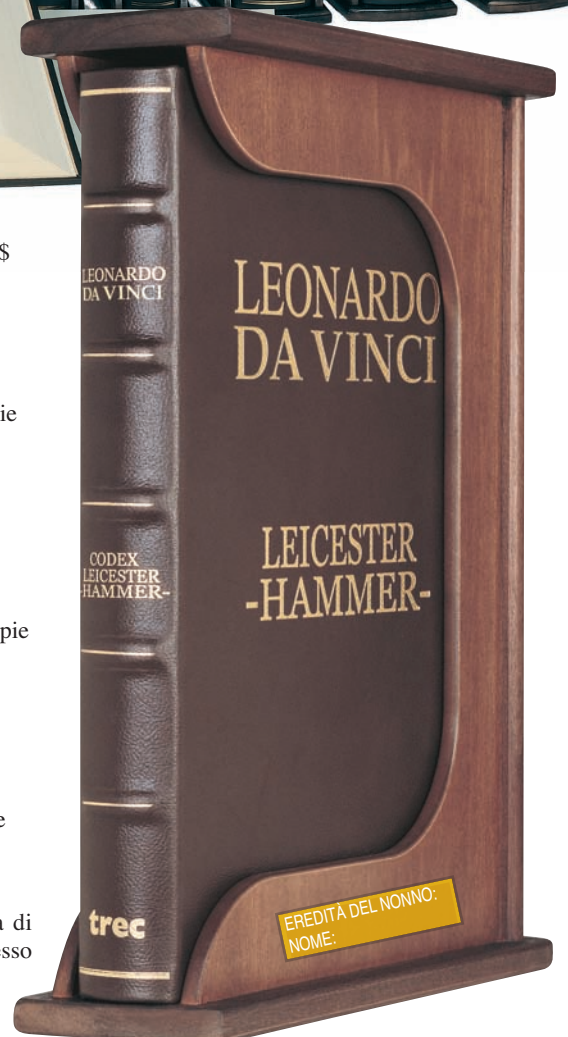 $
LEONARDO
DA VINCI
LEONARDO
DA VINCI
ie
CODEX
LEICESTER
-HAMMER-
LEICESTER
-HAMMER-
pie
e
trec
EREDITÀ DEL NONNO:
NOME:
a di
esso